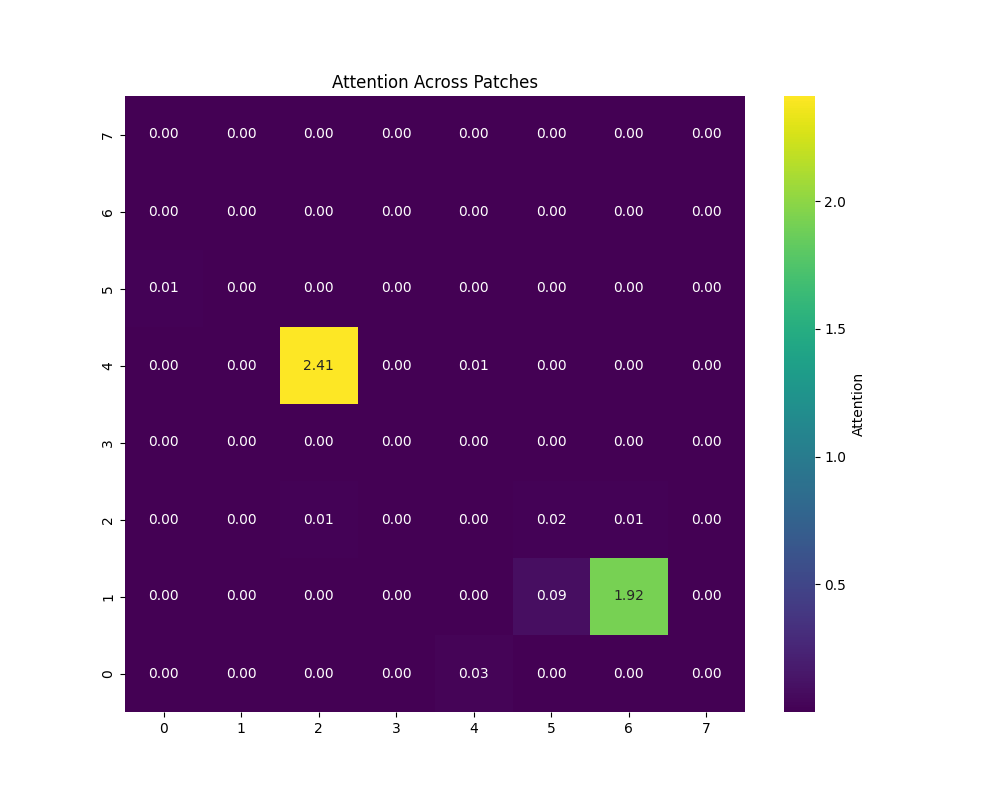 Attention Across Patches
7 0.00 0.00 0.00 0.00 0.00 0.00 0.00 0.00
6 0.00 0.00 0.00 0.00 0.00 0.00 0.00 0.00
5 0.01 0.00 0.00 0.00 0.00 0.00 0.00 0.00
4 0.00 0.00 2.41 0.00 0.01 0.00 0.00 0.00
3 0.00 0.00 0.00 0.00 0.00 0.00 0.00 0.00
2 0.00 0.00 0.01 0.00 0.00 0.02 0.01 0.00
1 0.00 0.00 0.00 0.00 0.00 0.09 1.92 0.00
0 0.00 0.00 0.00 0.00 0.03 0.00 0.00 0.00
0 1 2 3 4 5 6 7
2.0
1.5
1.0
0.5
Attention